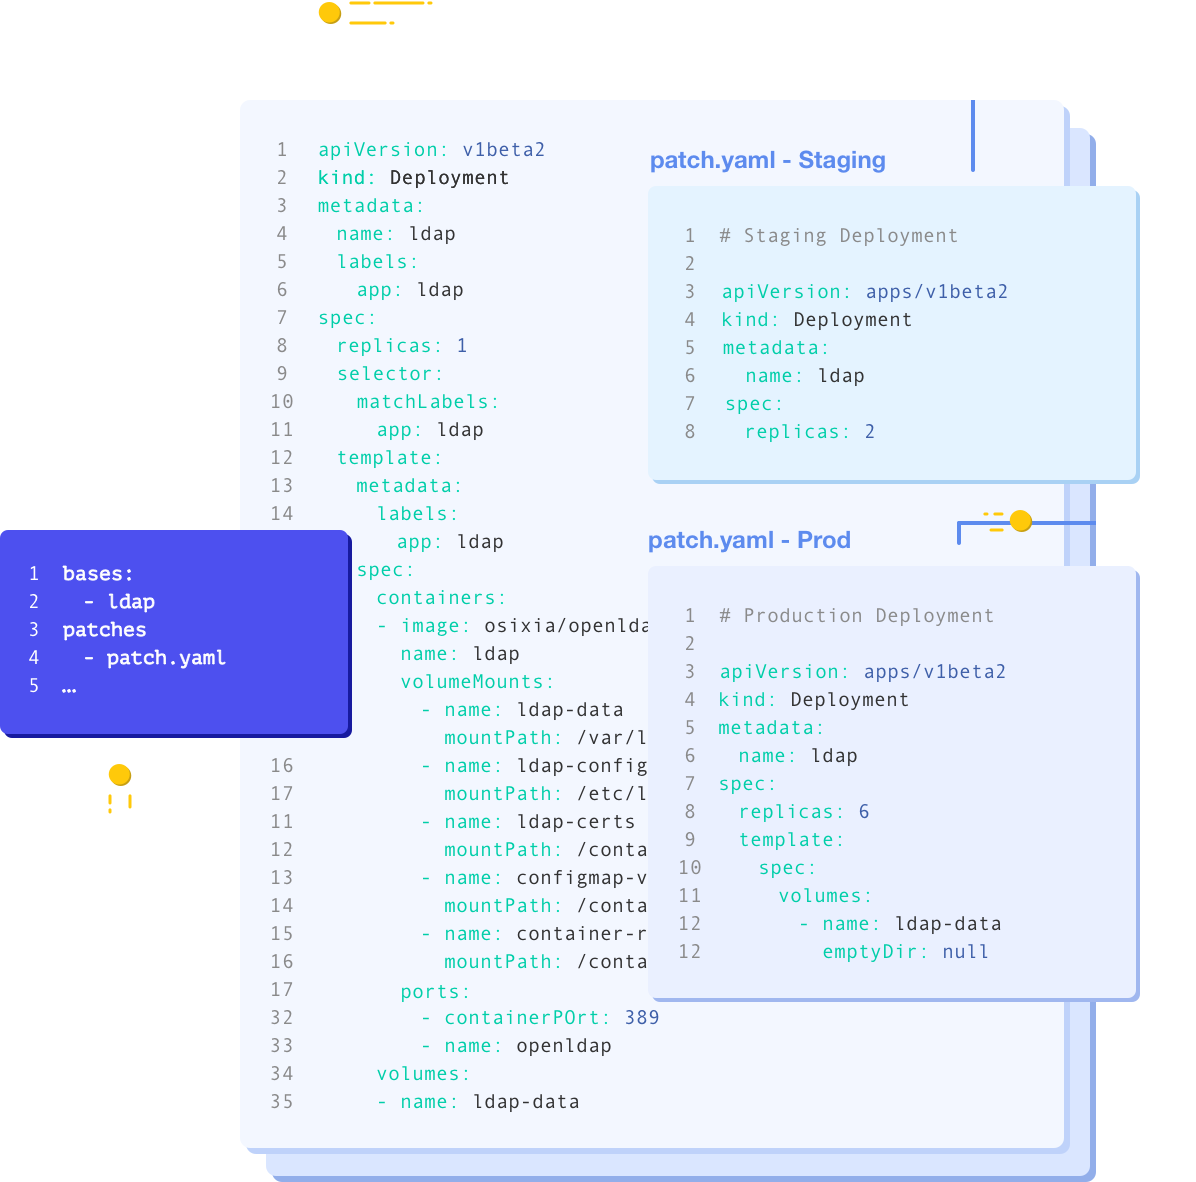 1 apiVersion: v1beta2
2 kind: Deployment
3 metadata:
4 name: ldap
5 labels:
6 app: ldap
7 spec:
8 replicas: 1
9 selector:
10 matchLabels:
11 app: ldap
12 template:
13 metadata:
14 labels:
app: ldap
spec:
containers:
- image: osixia/openlda
name: ldap
volumeMounts:
- name: ldap-data
mountPath: /var/l
16 - name: ldap-config
17 mountPath: /etc/l
11 - name: ldap-certs
12 mountPath: /conta
13 - name: configmap-v
14 mountPath: /conta
15 - name: container-r
16 mountPath: /conta
17 ports:
32 - containerPOrt: 389
33 - name: openldap
34 volumes:
35 - name: ldap-data
1 bases:
2 - ldap
3 patches
4 - patch.yaml
5 …
patch.yaml - Staging
1 # Staging Deployment
2
3 apiVersion: apps/v1beta2
4 kind: Deployment
5 metadata:
6 name: ldap
7 spec:
8 replicas: 2
patch.yaml - Prod
1 # Production Deployment
2
3 apiVersion: apps/v1beta2
4 kind: Deployment
5 metadata:
6 name: ldap
7 spec:
8 replicas: 6
9 template:
10 spec:
11 volumes:
12 - name: ldap-data
12 emptyDir: null